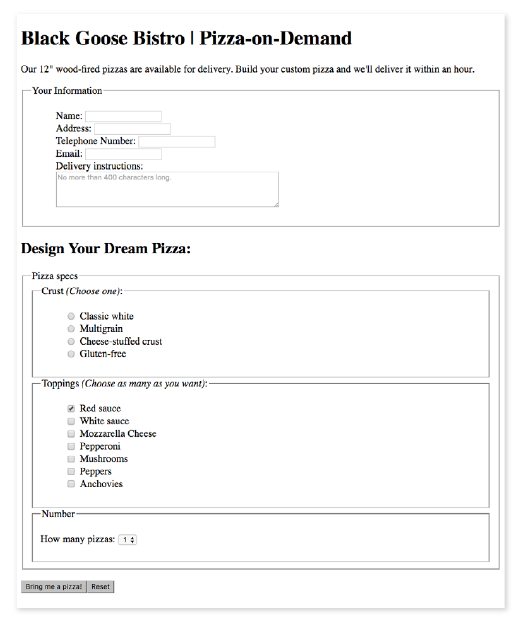 Black Goose Bistro | Pizza-on-Demand
Our 12" wood-fired pizzas are available for delivery. Build your custom pizza and we'll deliver it within an hour.
Your Information
Name:
Address:
Telephone Number:
Email:
Delivery instructions:
No more than 400 characters long.
Design Your Dream Pizza:
Pizza specs
Crust (Choose one):
Classic white
Multigrain
Cheese-stuffed crust
Gluten-free
Toppings (Choose as many as you want):
Red sauce
White sauce
Mozzarella Cheese
Pepperoni
Mushrooms
Peppers
Anchovies
Number
How many pizzas: 1
Bring me a pizza! Reset